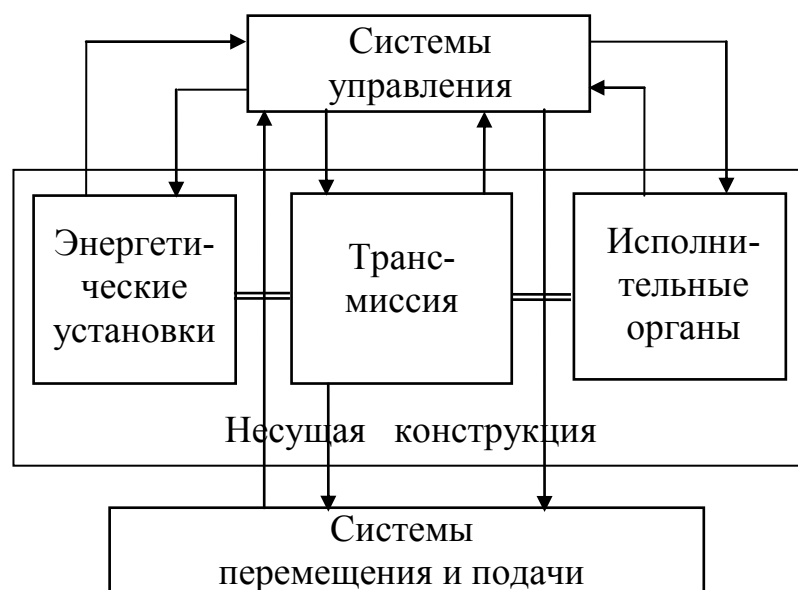 Системы
управления
Энергети-
ческие
установки
Транс-
миссия
Исполни-
тельные
органы
Несущая конструкция
Системы
перемещения и подачи